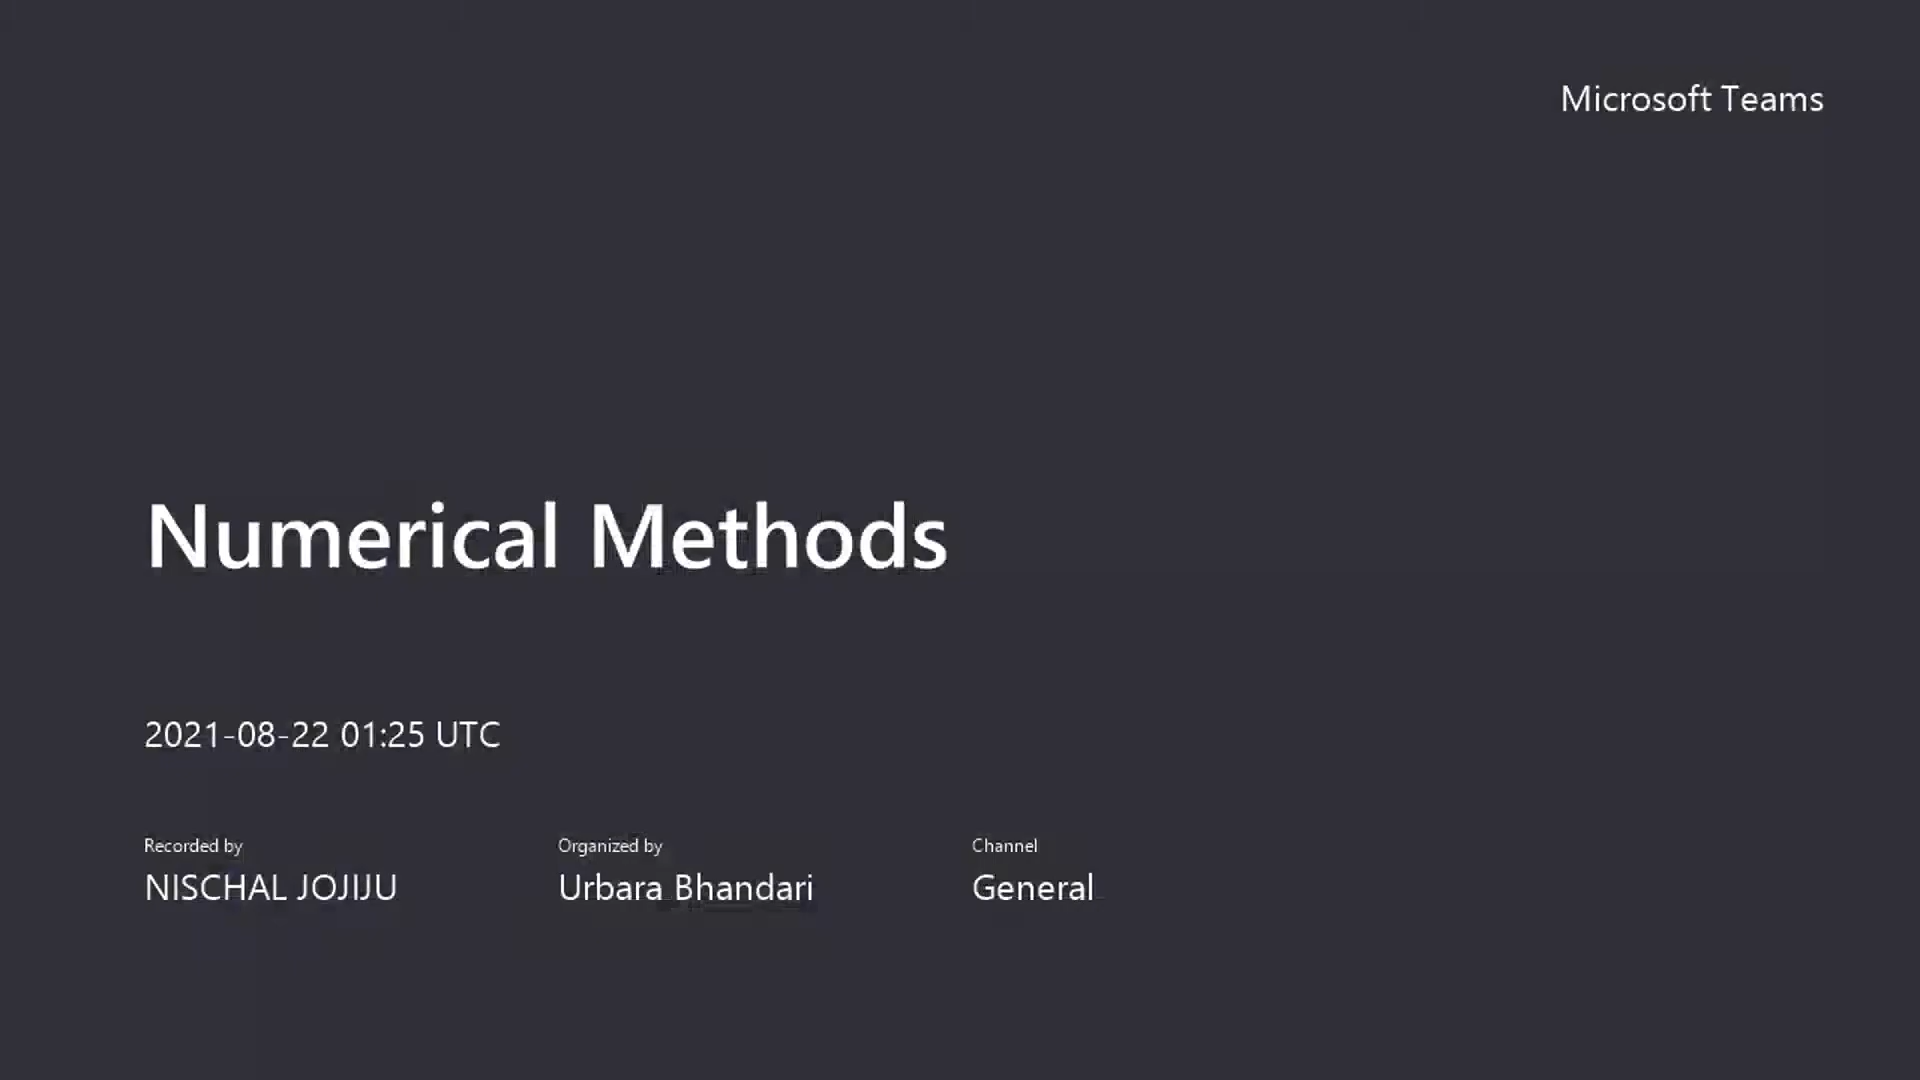 Microsoft Teams
Numerical Methods
2021-08-22 01:25 UTC
Recorded by
NISCHAL JOJIJU
Organized by
Urbara Bhandari
Channel
General